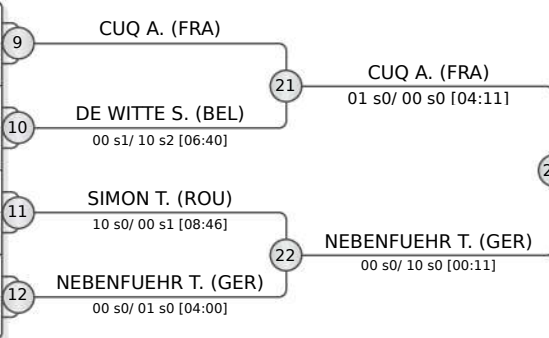 CUQ A. (FRA)
9
21
CUQ A. (FRA)
01 s0/ 00 s0 [04:11]
DE WITTE S. (BEL)
10
00 s1/ 10 s2 [06:40]
SIMON T. (ROU)
11
10 s0/ 00 s1 [08:46]
22
NEBENFUEHR T. (GER)
00 s0/ 10 s0 [00:11]
NEBENFUEHR T. (GER)
12
00 s0/ 01 s0 [04:00]